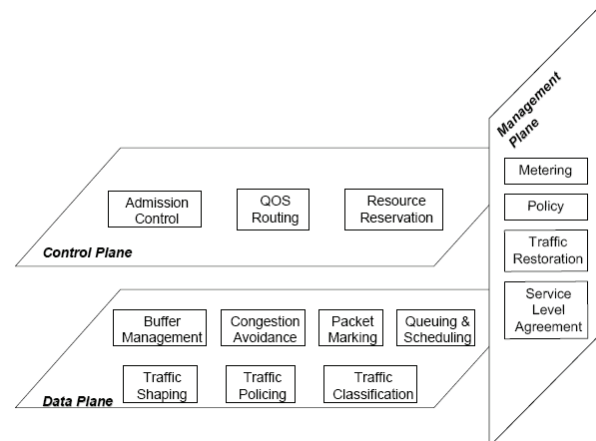 Management
Plane
Metering
Policy
Traffic
Restoration
Service
Level
Agreement
Admission
Control
QOS
Routing
Resource
Reservation
Control Plane
Buffer
Management
Congestion
Avoidance
Packet
Marking
Queuing &
Scheduling
Traffic
Shaping
Traffic
Policing
Traffic
Classification
Data Plane